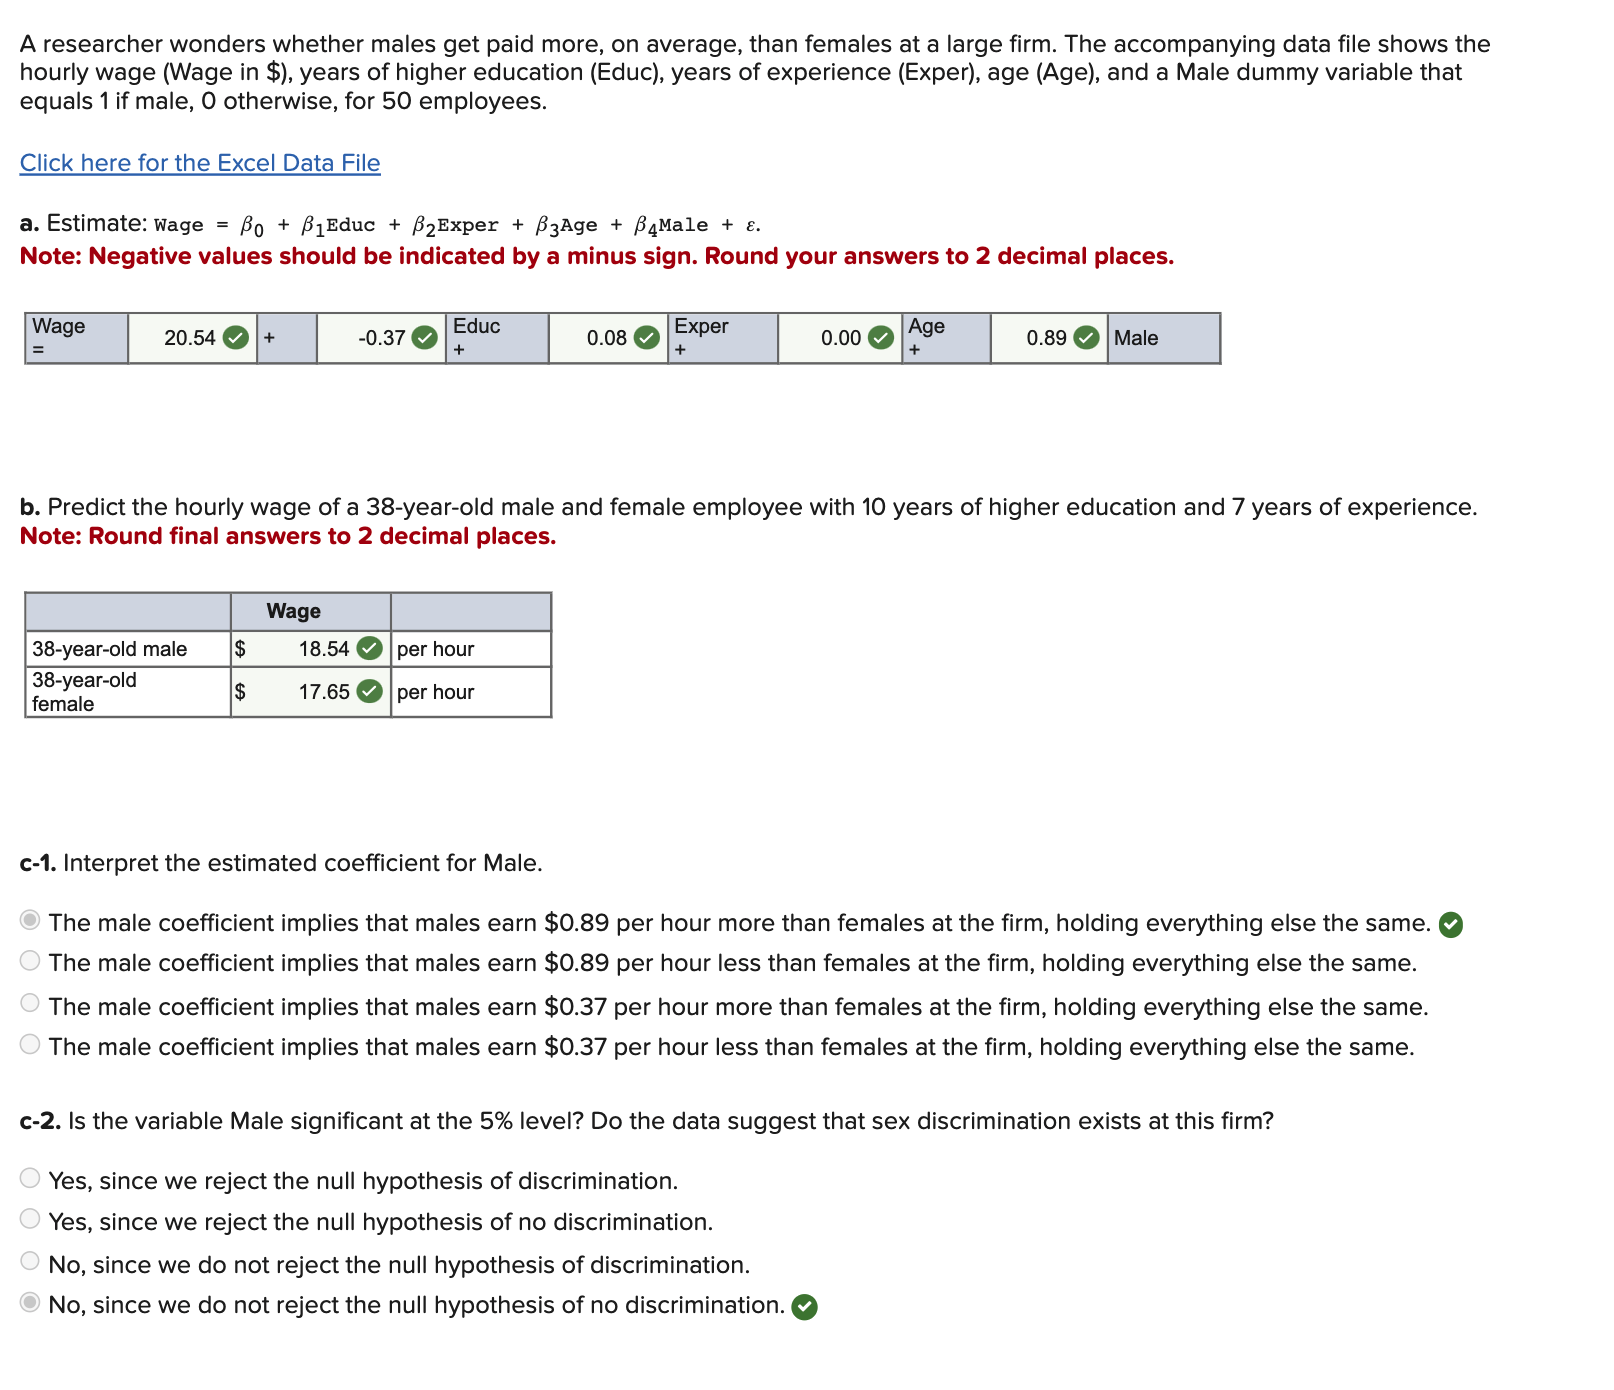 A researcher wonders whether males get paid more, on average, than females at a large firm. The accompanying data file shows the
hourly wage (Wage in $), years of higher education (Educ), years of experience (Exper), age (Age), and a Male dummy variable that
equals 1 if male, 0 otherwise, for 50 employees.
Click here for the Excel Data File
a. Estimate: Wage = β0 + β1Educ + β2Exper + β3Age + β4Male + ε.
Note: Negative values should be indicated by a minus sign. Round your answers to 2 decimal places.
Wage = 20.54 + -0.37 Educ + 0.08 Exper + 0.00 Age + 0.89 Male
b. Predict the hourly wage of a 38-year-old male and female employee with 10 years of higher education and 7 years of experience.
Note: Round final answers to 2 decimal places.
Wage
38-year-old male $ 18.54 per hour
38-year-old female $ 17.65 per hour
c-1. Interpret the estimated coefficient for Male.
The male coefficient implies that males earn $0.89 per hour more than females at the firm, holding everything else the same.
The male coefficient implies that males earn $0.89 per hour less than females at the firm, holding everything else the same.
The male coefficient implies that males earn $0.37 per hour more than females at the firm, holding everything else the same.
The male coefficient implies that males earn $0.37 per hour less than females at the firm, holding everything else the same.
c-2. Is the variable Male significant at the 5% level? Do the data suggest that sex discrimination exists at this firm?
Yes, since we reject the null hypothesis of discrimination.
Yes, since we reject the null hypothesis of no discrimination.
No, since we do not reject the null hypothesis of discrimination.
No, since we do not reject the null hypothesis of no discrimination.